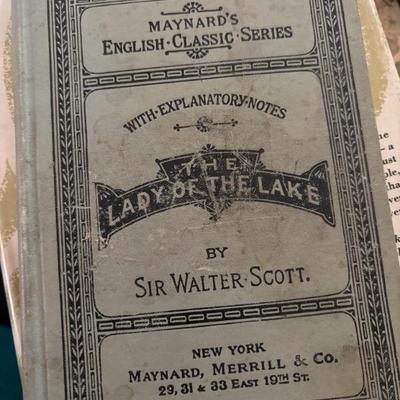 MAYNARD'S
ENGLISH·CLASSIC·SERIES
WITH·EXPLANATORY·NOTES
THE
LADY OF THE LAKE
BY
SIR WALTER·SCOTT.
NEW YORK
MAYNARD, MERRILL & CO.
29, 31 & 33 EAST 19TH ST.